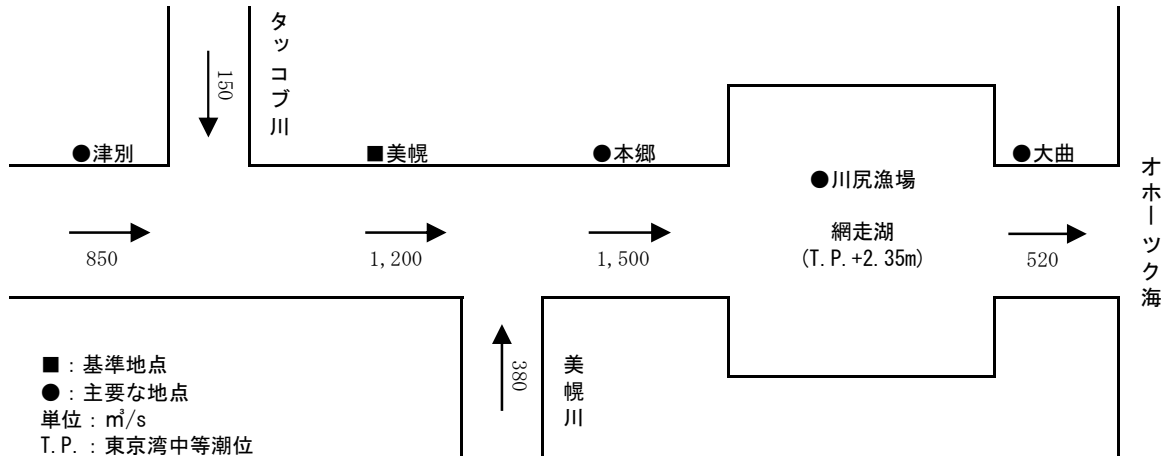 タッコブ川
150
●津別
■美幌
●本郷
●大曲
●川尻漁場
網走湖
(T.P.+2.35m)
850
1,200
1,500
520
オホーツク海
380
美幌川
■：基準地点
●：主要な地点
単位：㎥/s
T.P.：東京湾中等潮位